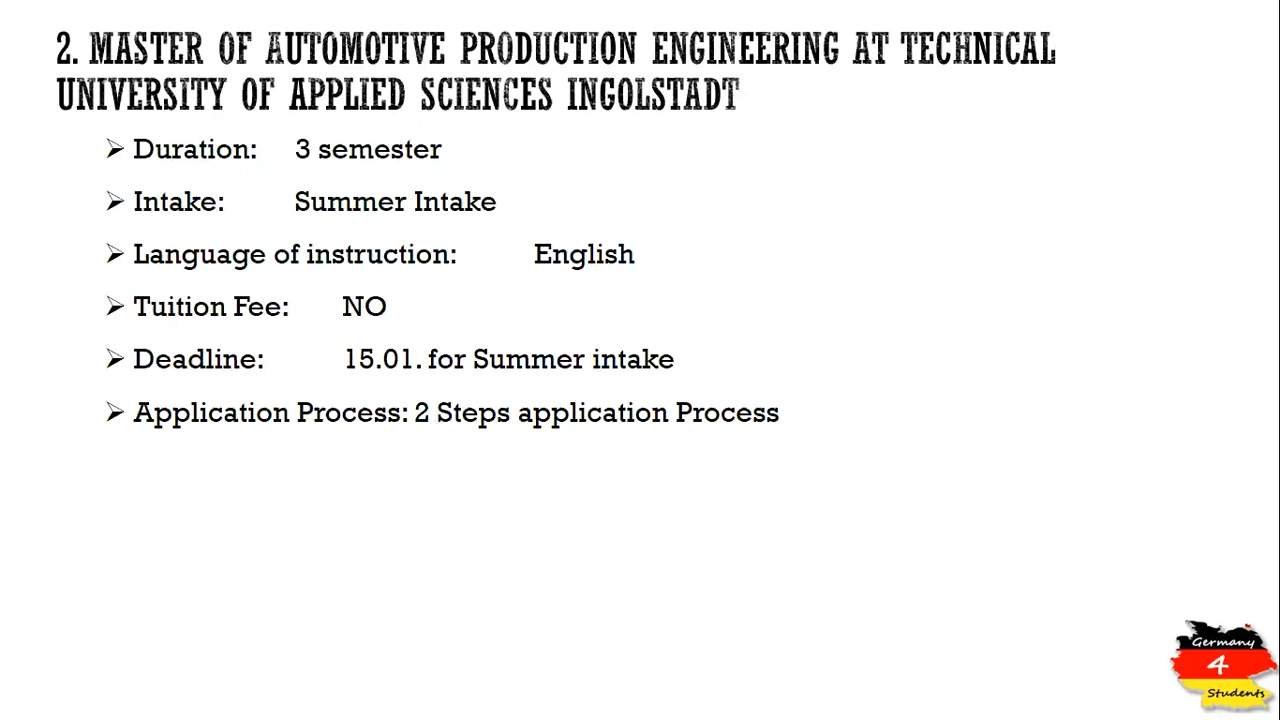 2. MASTER OF AUTOMOTIVE PRODUCTION ENGINEERING AT TECHNICAL
UNIVERSITY OF APPLIED SCIENCES INGOLSTADT
➢ Duration: 3 semester
➢ Intake: Summer Intake
➢ Language of instruction: English
➢ Tuition Fee: NO
➢ Deadline: 15.01. for Summer intake
➢ Application Process: 2 Steps application Process
Germany
4
Students